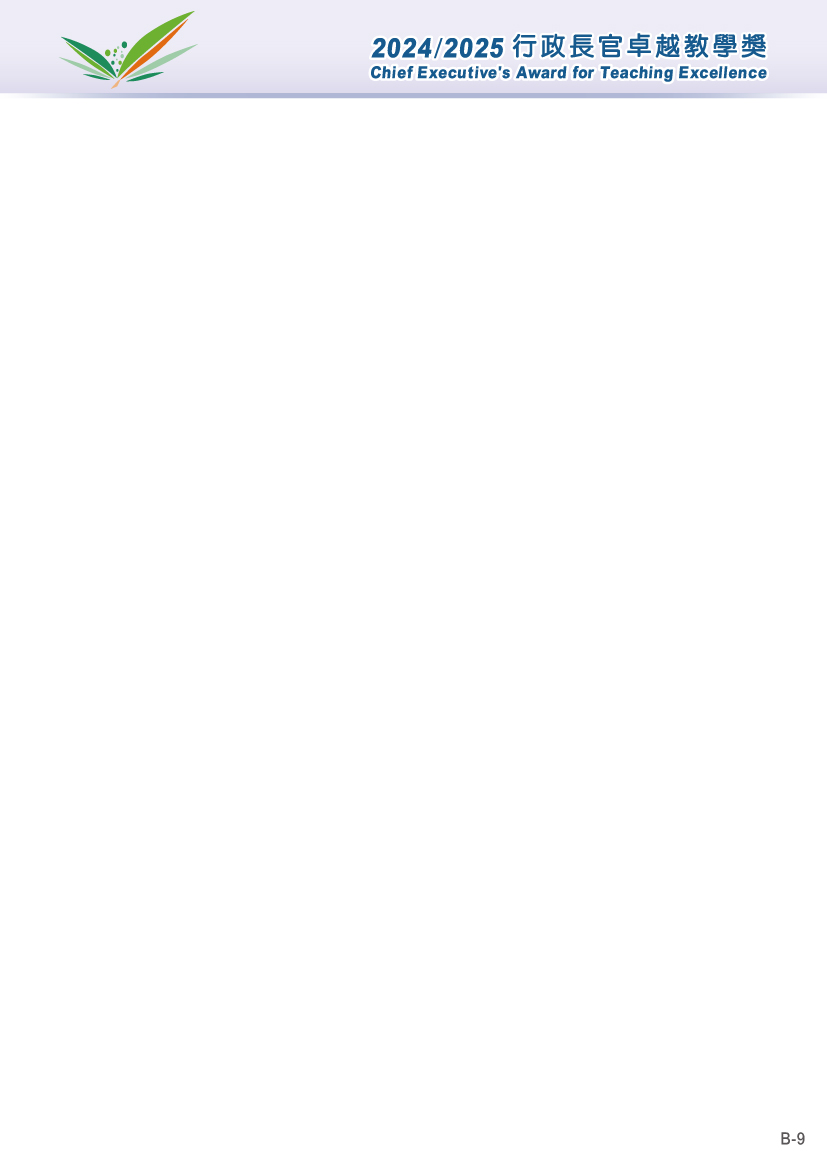 2024/2025 行政長官卓越教學獎
Chief Executive's Award for Teaching Excellence
B-9